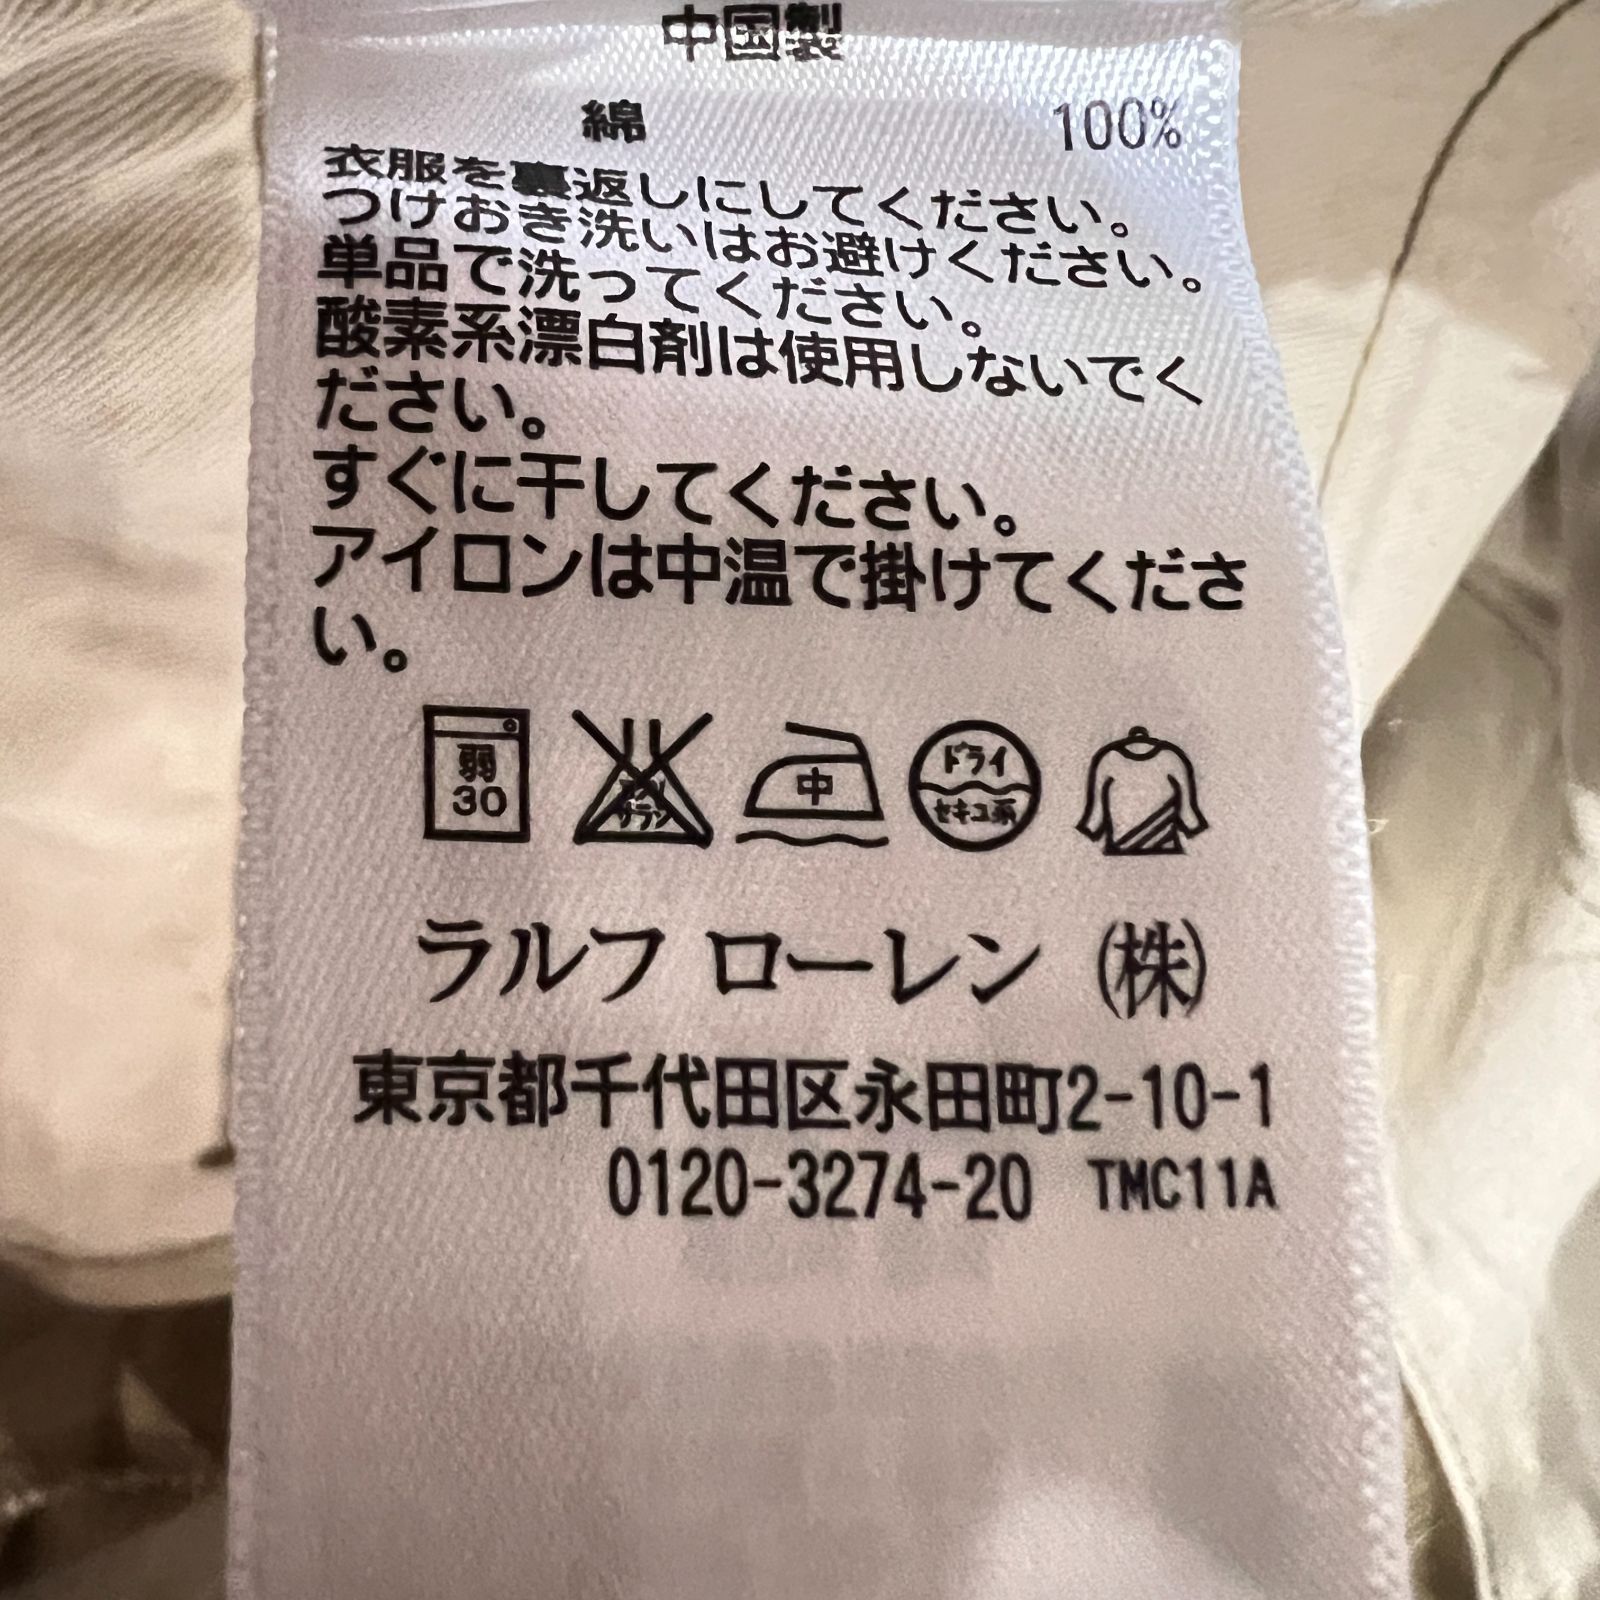 中国製
綿 100%
衣服を裏返しにしてください。
つけおき洗いはお避けください。
単品で洗ってください。
酸素系漂白剤は使用しないでく
ださい。
すぐに干してください。
アイロンは中温で掛けてくださ
い。
弱
30
エンソ
サラシ
中
ドライ
セキユ系
ラルフ ローレン (株)
東京都千代田区永田町2-10-1
0120-3274-20 TMC11A